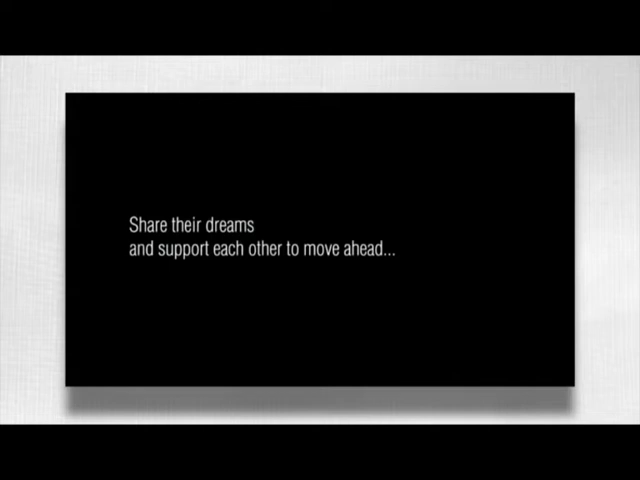 Share their dreams
and support each other to move ahead...